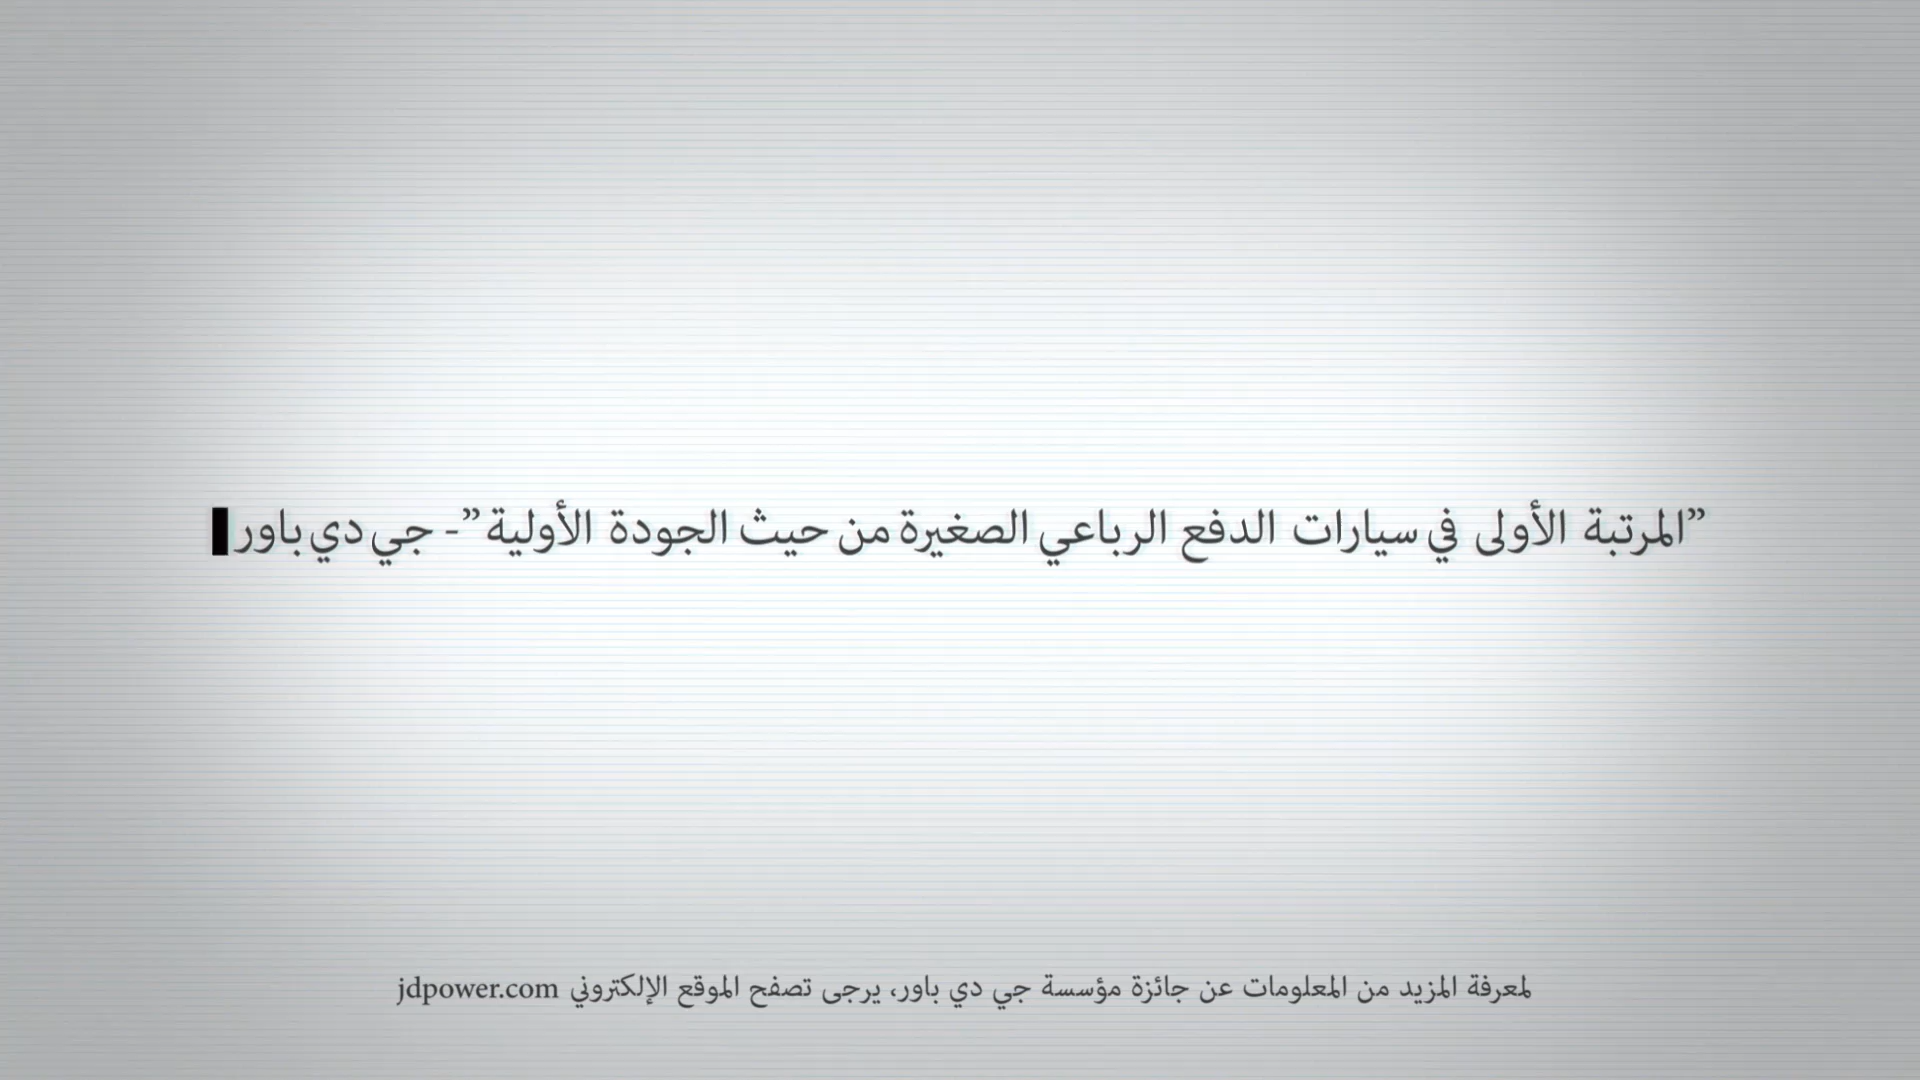 ”المرتبة الأولى في سيارات الدفع الرباعي الصغيرة من حيث الجودة الأولية”- جي دي باور
لمعرفة المزيد من المعلومات عن جائزة مؤسسة جي دي باور، يرجى تصفح الموقع الإلكتروني jdpower.com